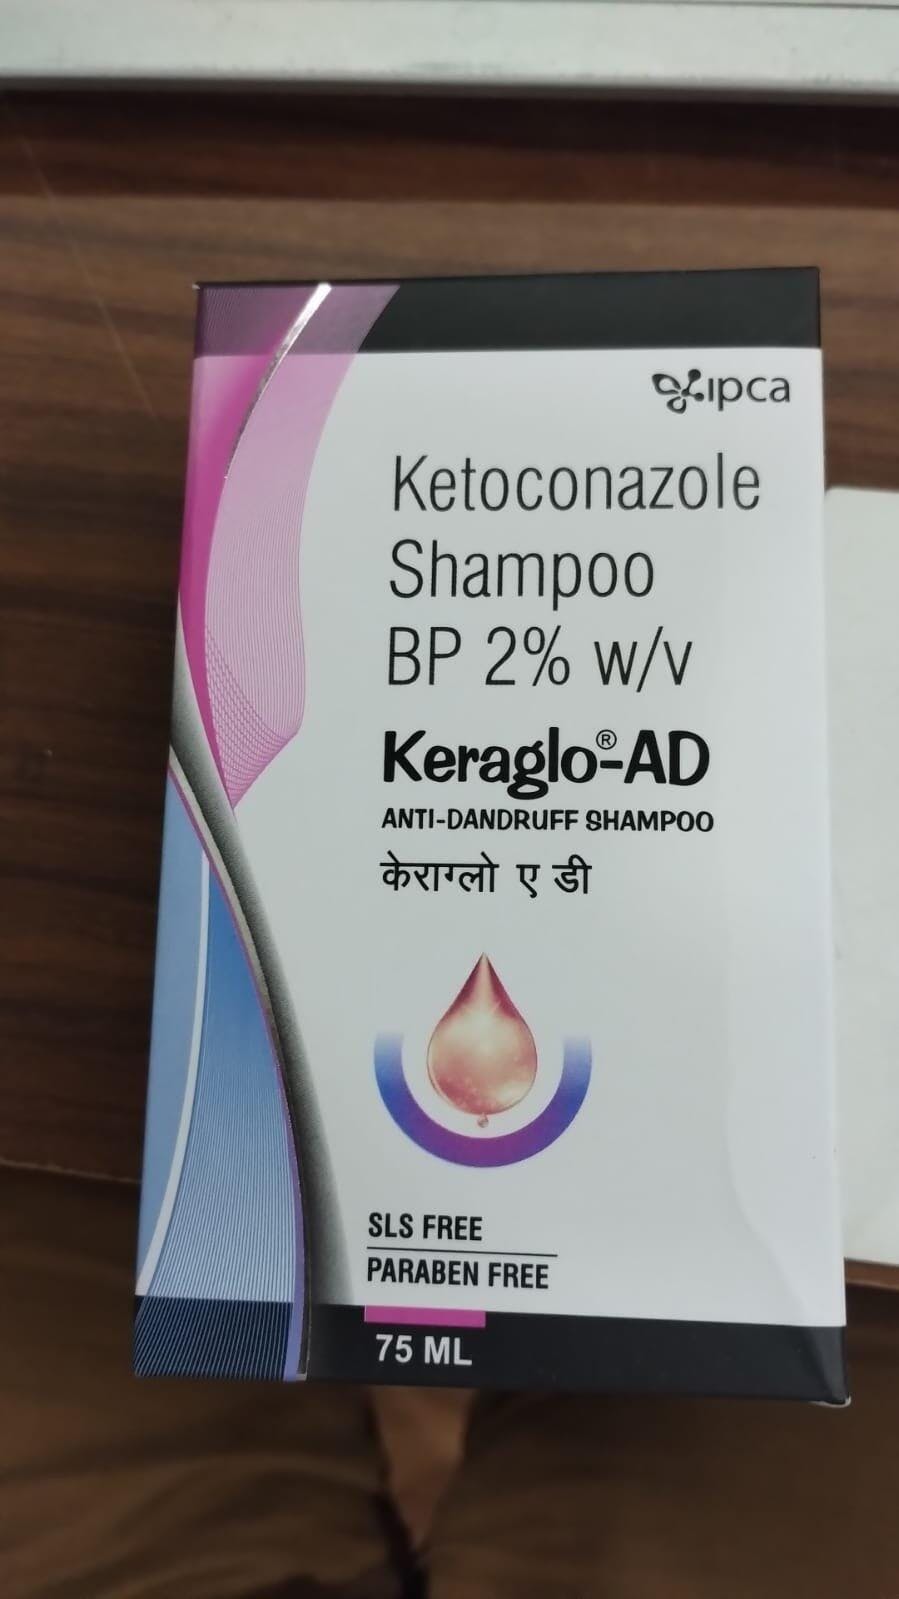 ipca
Ketoconazole
Shampoo
BP 2% w/v
Keraglo®-AD
ANTI-DANDRUFF SHAMPOO
केराग्लो ए डी
SLS FREE
PARABEN FREE
75 ML